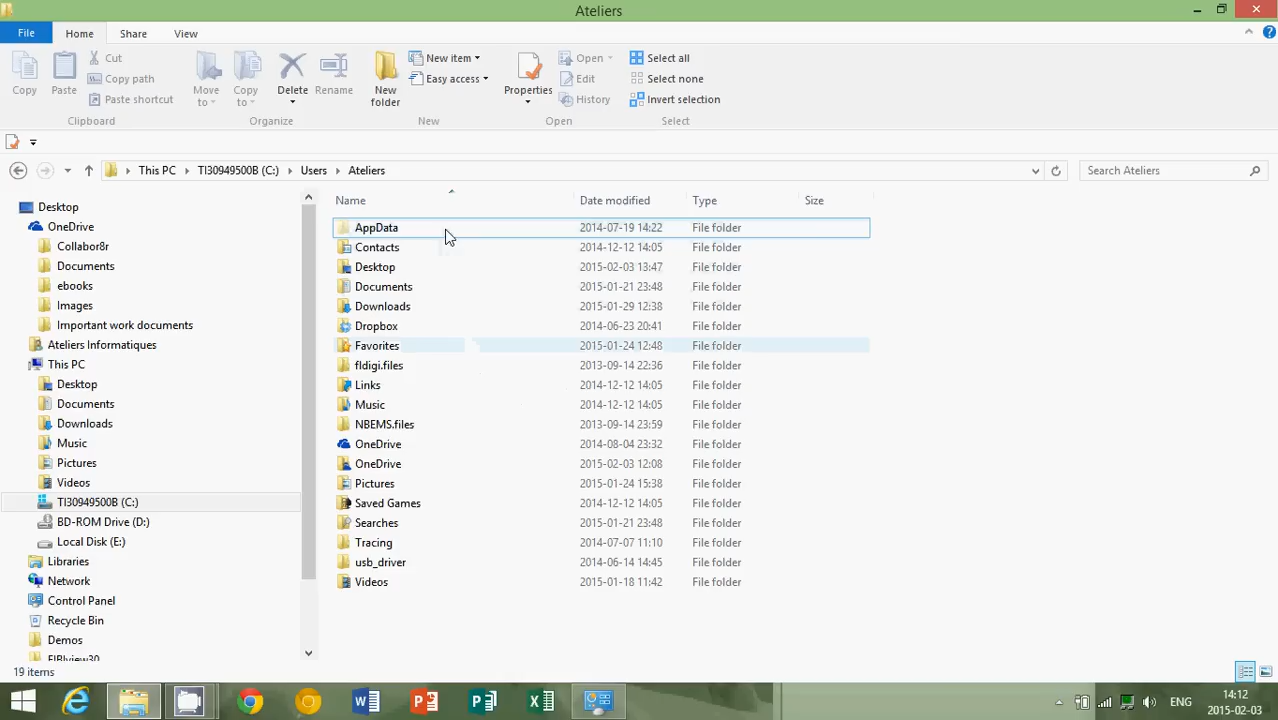 Ateliers
File Home Share View
Copy Paste Cut Copy path Paste shortcut
Clipboard
Move to Copy to Delete Rename
Organize
New folder New item Easy access
New
Properties Open Edit History
Open
Select all Select none Invert selection
Select
This PC TI30949500B (C:) Users Ateliers
Search Ateliers
Name Date modified Type Size
AppData 2014-07-19 14:22 File folder
Contacts 2014-12-12 14:05 File folder
Desktop 2015-02-03 13:47 File folder
Documents 2015-01-21 23:48 File folder
Downloads 2015-01-29 12:38 File folder
Dropbox 2014-06-23 20:41 File folder
Favorites 2015-01-24 12:48 File folder
fldigi.files 2013-09-14 22:36 File folder
Links 2014-12-12 14:05 File folder
Music 2014-12-12 14:05 File folder
NBEMS.files 2013-09-14 23:59 File folder
OneDrive 2014-08-04 23:32 File folder
OneDrive 2015-02-03 12:08 File folder
Pictures 2015-01-24 15:38 File folder
Saved Games 2014-12-12 14:05 File folder
Searches 2015-01-21 23:48 File folder
Tracing 2014-07-07 11:10 File folder
usb_driver 2014-06-14 14:45 File folder
Videos 2015-01-18 11:42 File folder
Desktop
OneDrive
Collabor8r
Documents
ebooks
Images
Important work documents
Ateliers Informatiques
This PC
Desktop
Documents
Downloads
Music
Pictures
Videos
TI30949500B (C:)
BD-ROM Drive (D:)
Local Disk (E:)
Libraries
Network
Control Panel
Recycle Bin
Demos
19 items
ENG
14:12
2015-02-03